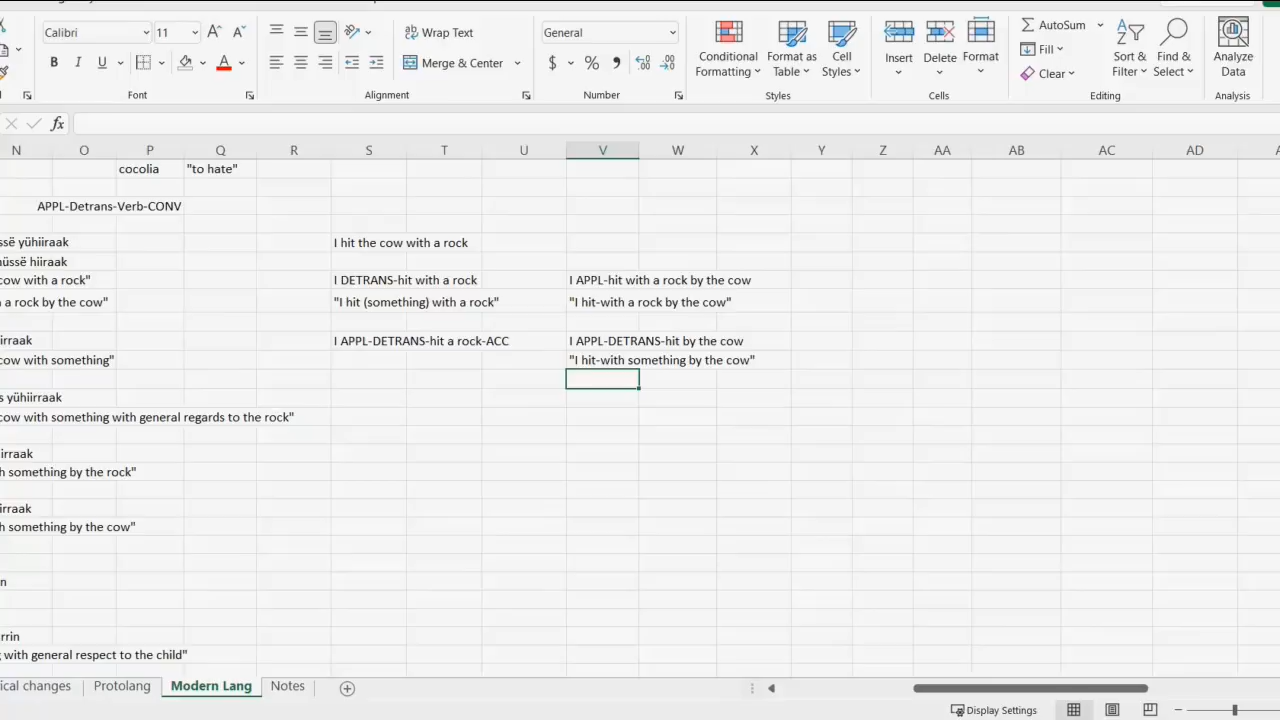 Calibri 11 Wrap Text General AutoSum
Merge & Center Fill
Clear
Conditional Formatting Format as Table Cell Styles Insert Delete Format Sort & Filter Find & Select Analyze Data
Font Alignment Number Styles Cells Editing Analysis
fx
N O P Q R S T U V W X Y Z AA AB AC AD
cocolia "to hate"
APPL-Detrans-Verb-CONV
ssë yühiiraak I hit the cow with a rock
üssë hiiraak
cow with a rock" I DETRANS-hit with a rock I APPL-hit with a rock by the cow
a rock by the cow" "I hit (something) with a rock" "I hit-with a rock by the cow"
irraak I APPL-DETRANS-hit a rock-ACC I APPL-DETRANS-hit by the cow
cow with something" "I hit-with something by the cow"
s yühiirraak
cow with something with general regards to the rock"
irraak
h something by the rock"
irraak
h something by the cow"
n
rrin
with general respect to the child"
ical changes Protolang Modern Lang Notes
Display Settings